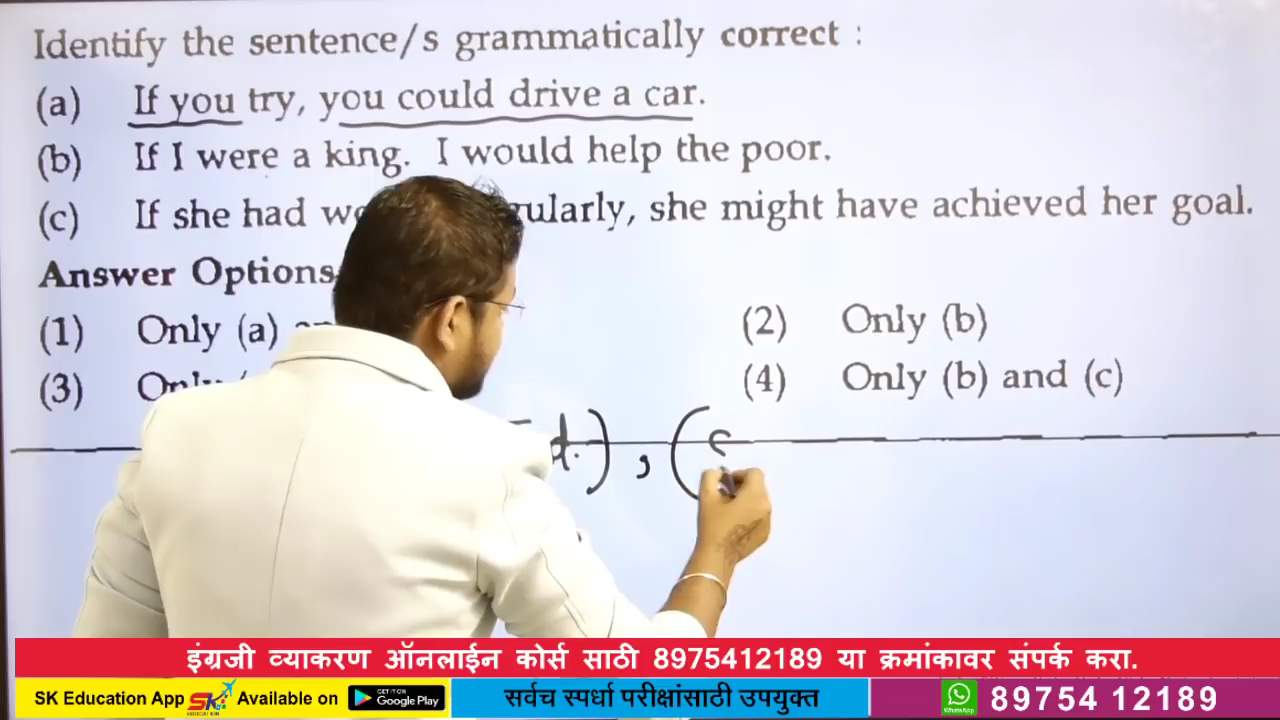 Identify the sentence/s grammatically correct :
(a) If you try, you could drive a car.
(b) If I were a king. I would help the poor.
(c) If she had gularly, she might have achieved her goal.
Answer Options
(1) Only (a) (2) Only (b)
(3) (4) Only (b) and (c)
d.) , (
इंग्रजी व्याकरण ऑनलाईन कोर्स साठी 8975412189 या क्रमांकावर संपर्क करा.
SK Education App SK EDUCATION Available on GET IT ON Google Play सर्वच स्पर्धा परीक्षांसाठी उपयुक्त WhatsApp 89754 12189